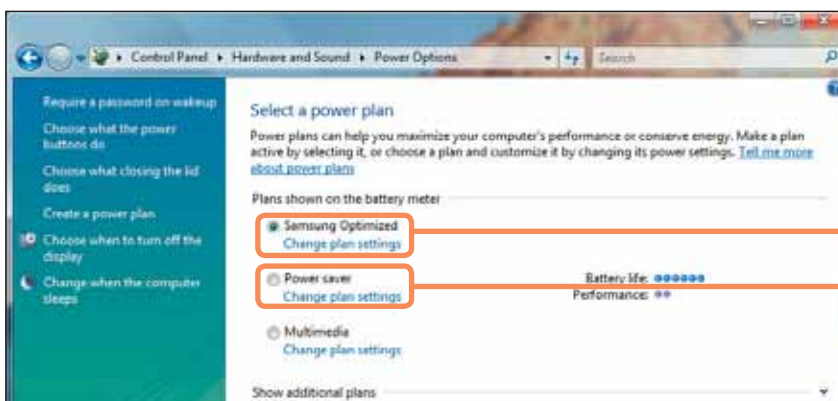 Control Panel ▸ Hardware and Sound ▸ Power Options
Search
Require a password on wakeup
Choose what the power
buttons do
Choose what closing the lid
does
Create a power plan
Choose when to turn off the
display
Change when the computer
sleeps
Select a power plan
Power plans can help you maximize your computer's performance or conserve energy. Make a plan
active by selecting it, or choose a plan and customize it by changing its power settings. Tell me more
about power plans
Plans shown on the battery meter
Samsung Optimized
Change plan settings
Power saver
Battery life:
Change plan settings
Performance:
Multimedia
Change plan settings
Show additional plans